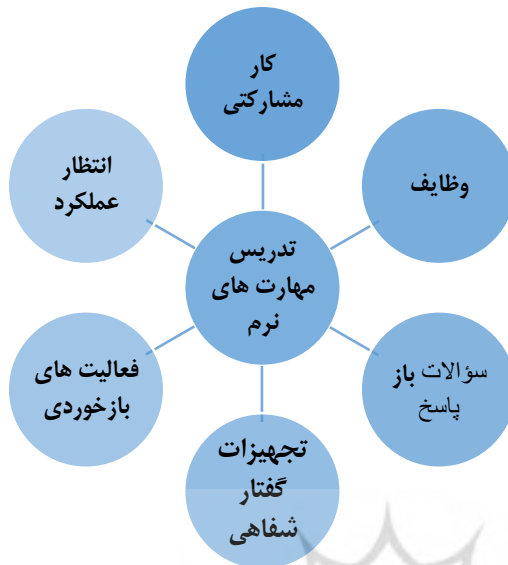 کار
مشارکتی
وظایف
سؤالات باز
پاسخ
تجهیزات
گفتار
شفاهی
فعالیت های
بازخوردی
انتظار
عملکرد
تدریس
مهارت های
نرم